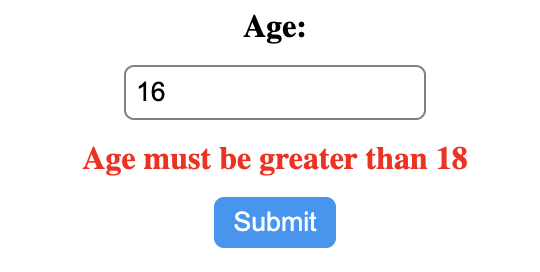 Age:
16
Age must be greater than 18
Submit